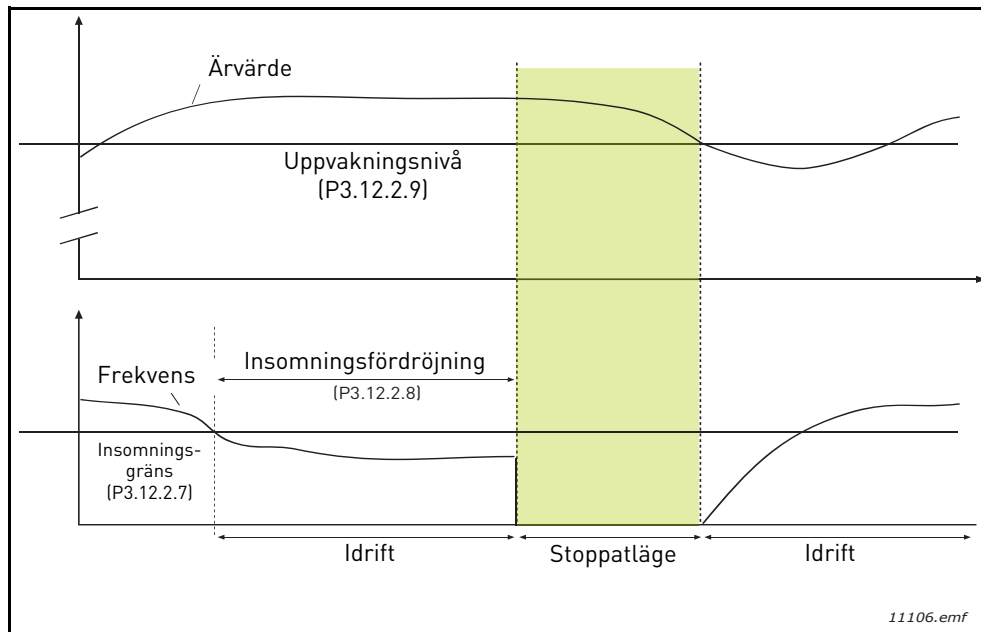 Ärvärde
Uppvakningsnivå
(P3.12.2.9)
Insomningsfördröjning
(P3.12.2.8)
Frekvens
Insomnings-
gräns
(P3.12.2.7)
Idrift
Stoppatläge
Idrift
11106.emf